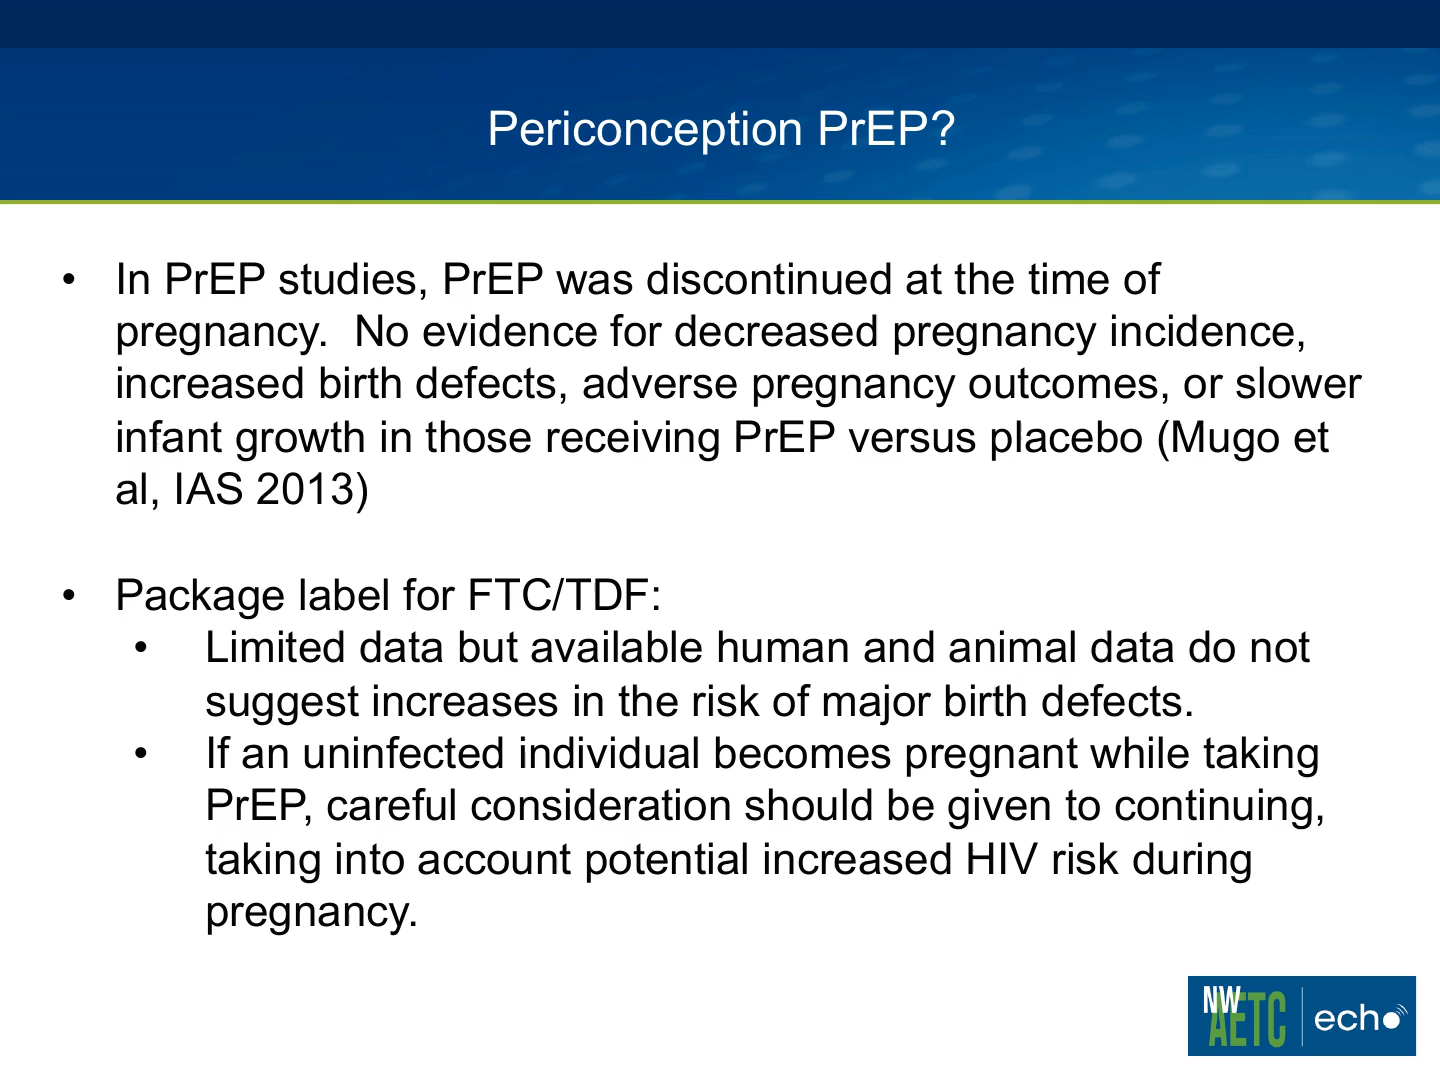 Periconception PrEP?
• In PrEP studies, PrEP was discontinued at the time of
pregnancy.  No evidence for decreased pregnancy incidence,
increased birth defects, adverse pregnancy outcomes, or slower
infant growth in those receiving PrEP versus placebo (Mugo et
al, IAS 2013)
• Package label for FTC/TDF:
• Limited data but available human and animal data do not
suggest increases in the risk of major birth defects.
• If an uninfected individual becomes pregnant while taking
PrEP, careful consideration should be given to continuing,
taking into account potential increased HIV risk during
pregnancy.
NW
AETC
echo